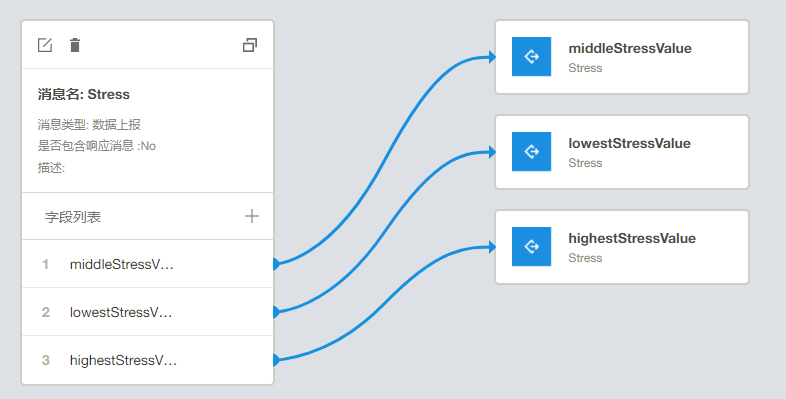 消息名: Stress
消息类型: 数据上报
是否包含响应消息 :No
描述:
字段列表
1 middleStressV...
2 lowestStressV...
3 highestStressV...
middleStressValue
Stress
lowestStressValue
Stress
highestStressValue
Stress